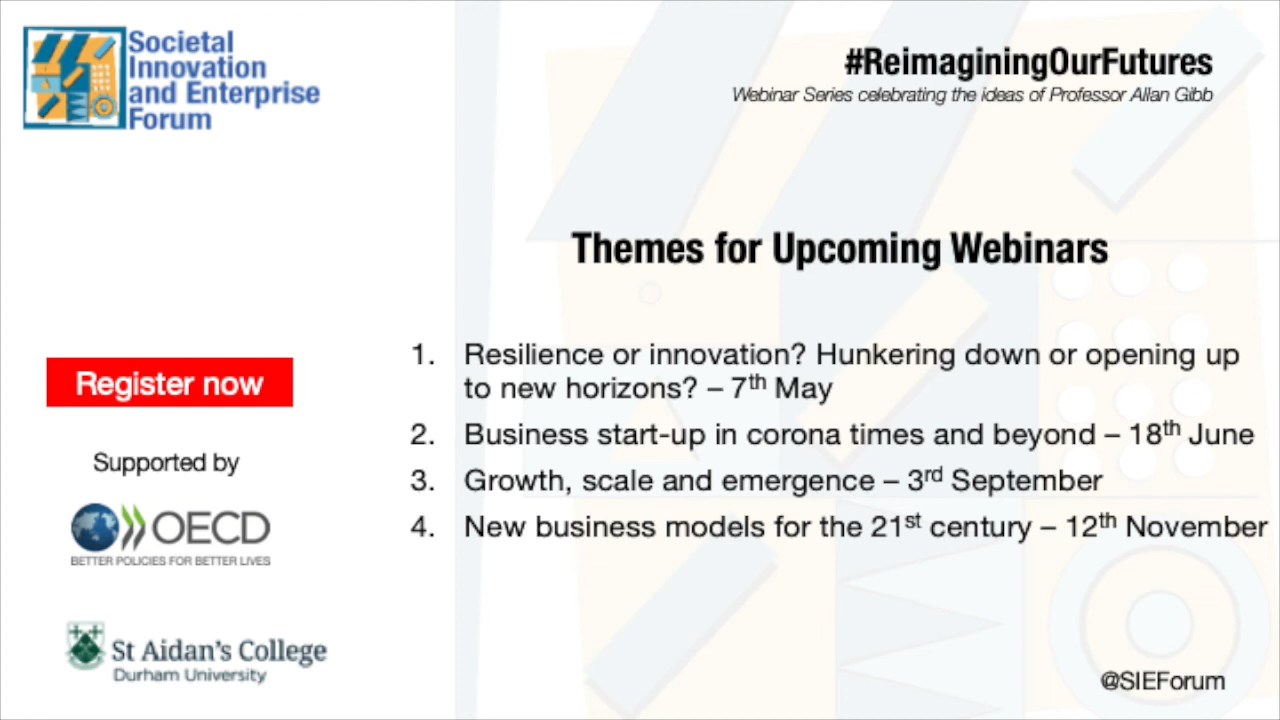 Societal
Innovation
and Enterprise
Forum
#ReimaginingOurFutures
Webinar Series celebrating the ideas of Professor Allan Gibb
Themes for Upcoming Webinars
1. Resilience or innovation? Hunkering down or opening up
to new horizons? – 7th May
2. Business start-up in corona times and beyond – 18th June
3. Growth, scale and emergence – 3rd September
4. New business models for the 21st century – 12th November
Register now
Supported by
OECD
BETTER POLICIES FOR BETTER LIVES
St Aidan's College
Durham University
@SIEForum